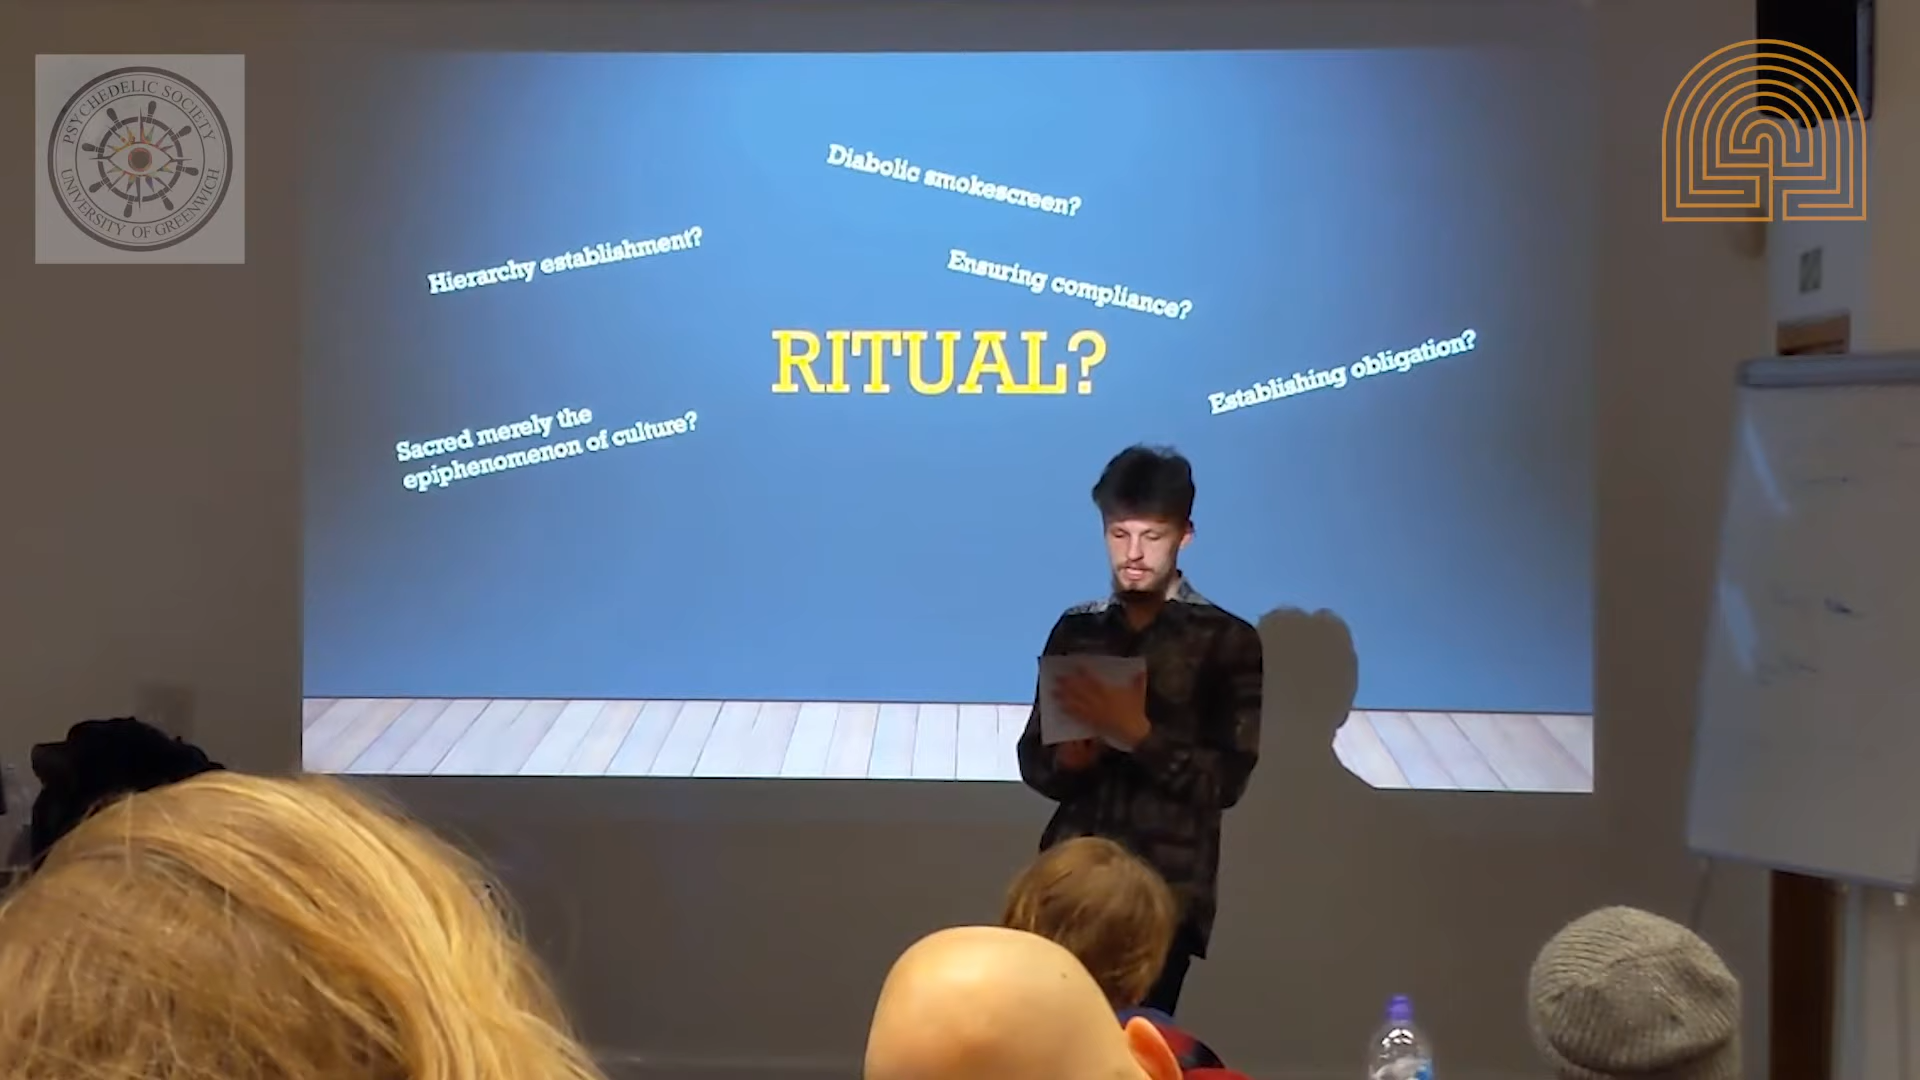 PSYCHEDELIC SOCIETY
UNIVERSITY OF GREENWICH
Diabolic smokescreen?
Hierarchy establishment?
Ensuring compliance?
RITUAL?
Establishing obligation?
Sacred merely the
epiphenomenon of culture?